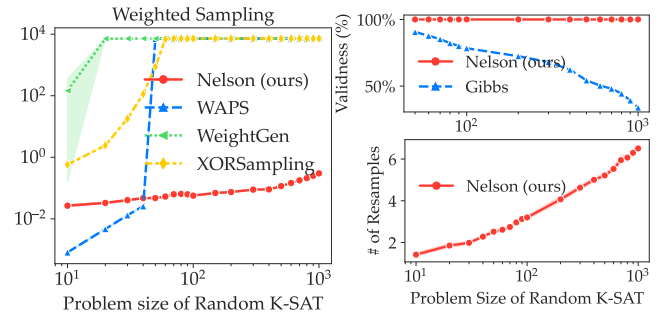 Weighted Sampling
10^4
10^2
10^0
10^-2
Nelson (ours)
WAPS
WeightGen
XORSampling
10^1
10^2
10^3
Problem size of Random K-SAT
Validness (%)
100%
50%
Nelson (ours)
Gibbs
10^2
10^3
# of Resamples
6
4
2
Nelson (ours)
10^1
10^2
10^3
Problem Size of Random K-SAT